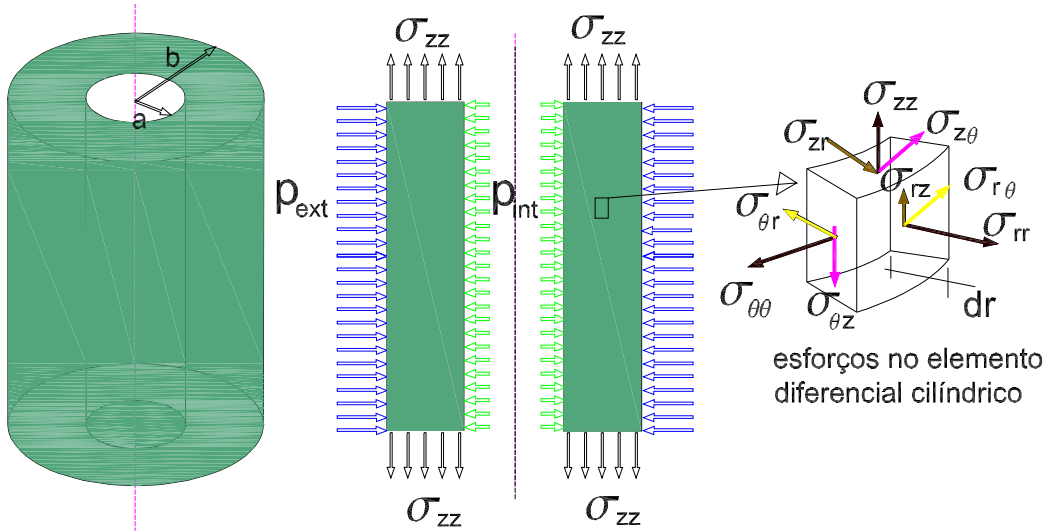 b
a
σzz
σzz
pext
pint
σzz
σzz
σzz
σzr
σzθ
σrz
σrθ
σθr
σrr
σθθ
σθz
dr
esforços no elemento
diferencial cilíndrico